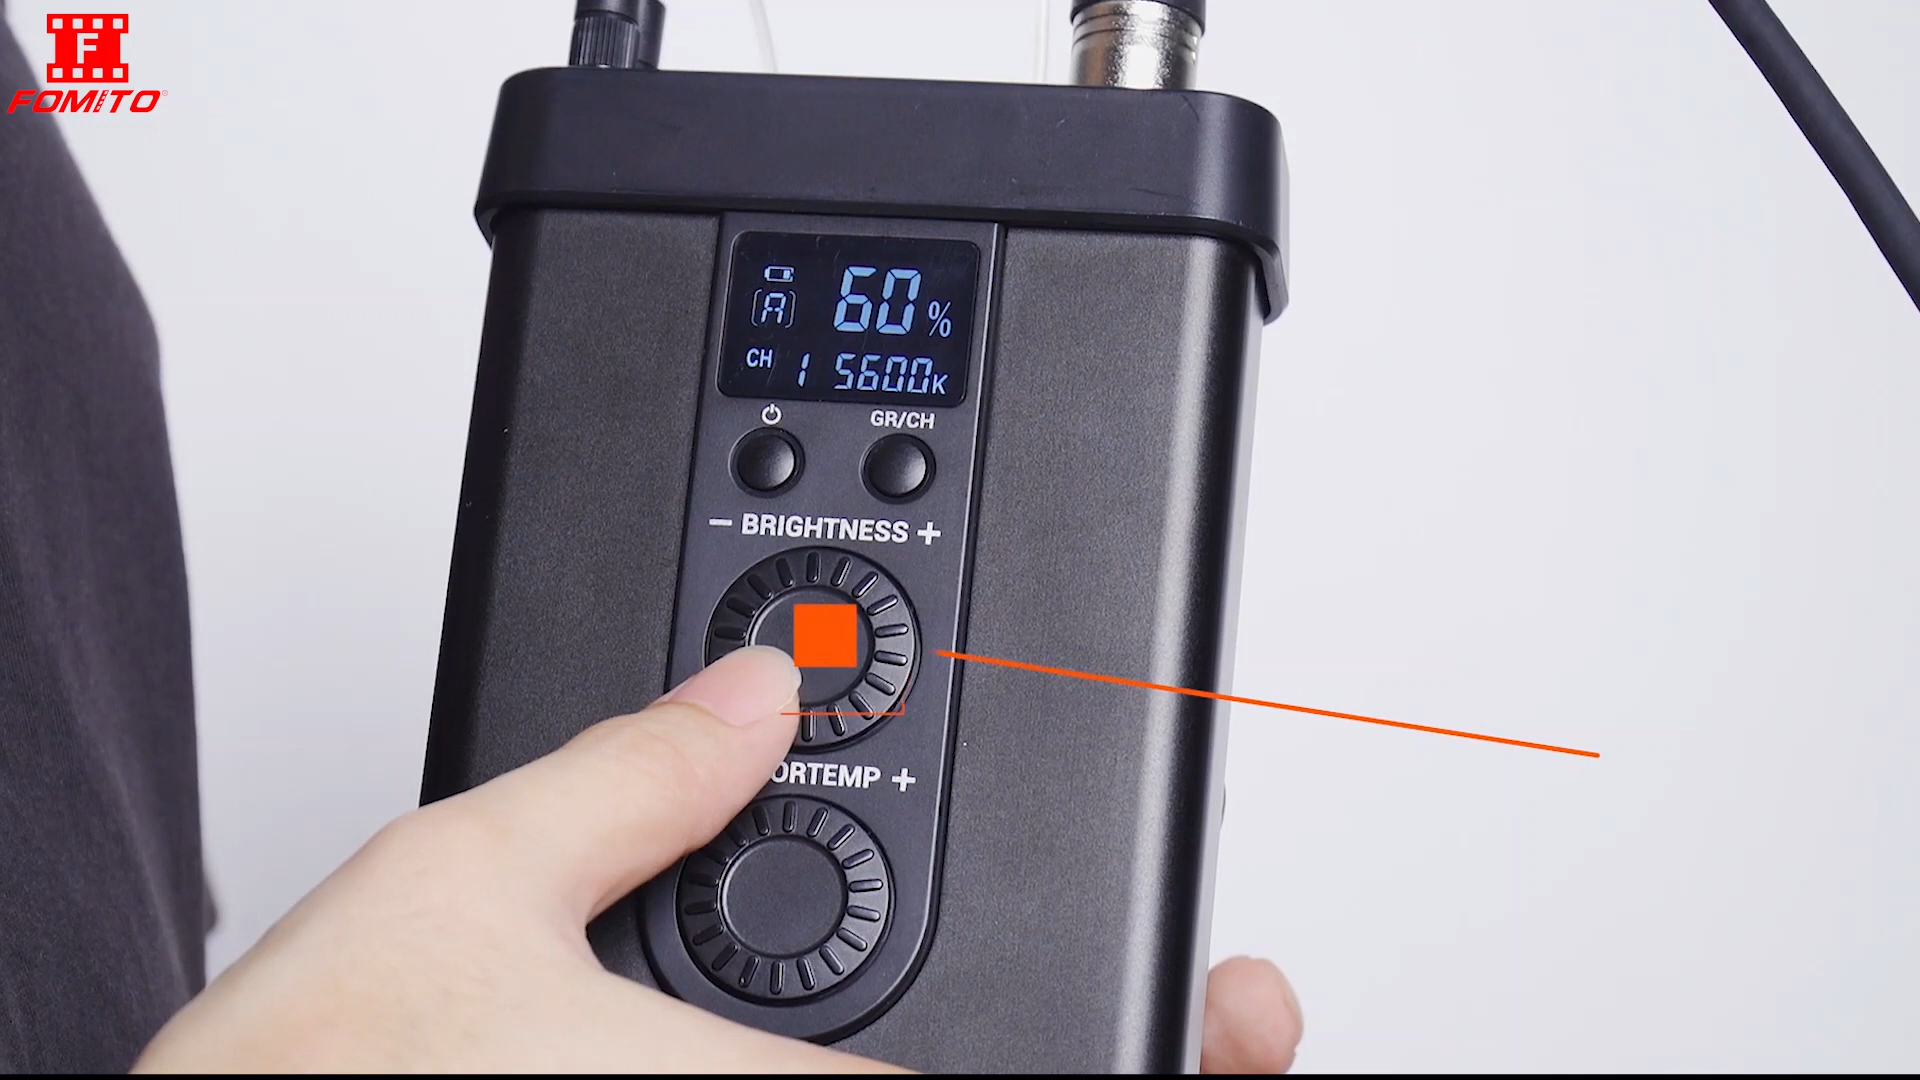 F
FOMITO®
[A] 60%
CH 1 5600K
GR/CH
— BRIGHTNESS +
ORTEMP +